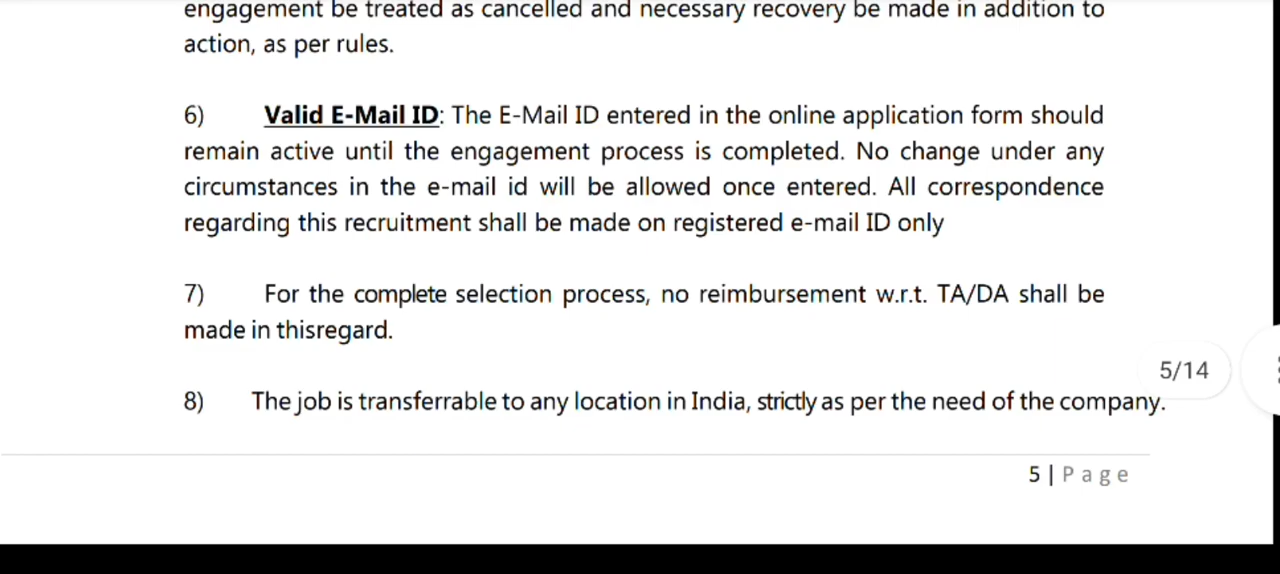 engagement be treated as cancelled and necessary recovery be made in addition to
action, as per rules.
6) Valid E-Mail ID: The E-Mail ID entered in the online application form should
remain active until the engagement process is completed. No change under any
circumstances in the e-mail id will be allowed once entered. All correspondence
regarding this recruitment shall be made on registered e-mail ID only
7) For the complete selection process, no reimbursement w.r.t. TA/DA shall be
made in thisregard.
5/14
8) The job is transferrable to any location in India, strictly as per the need of the company.
5 | P a g e